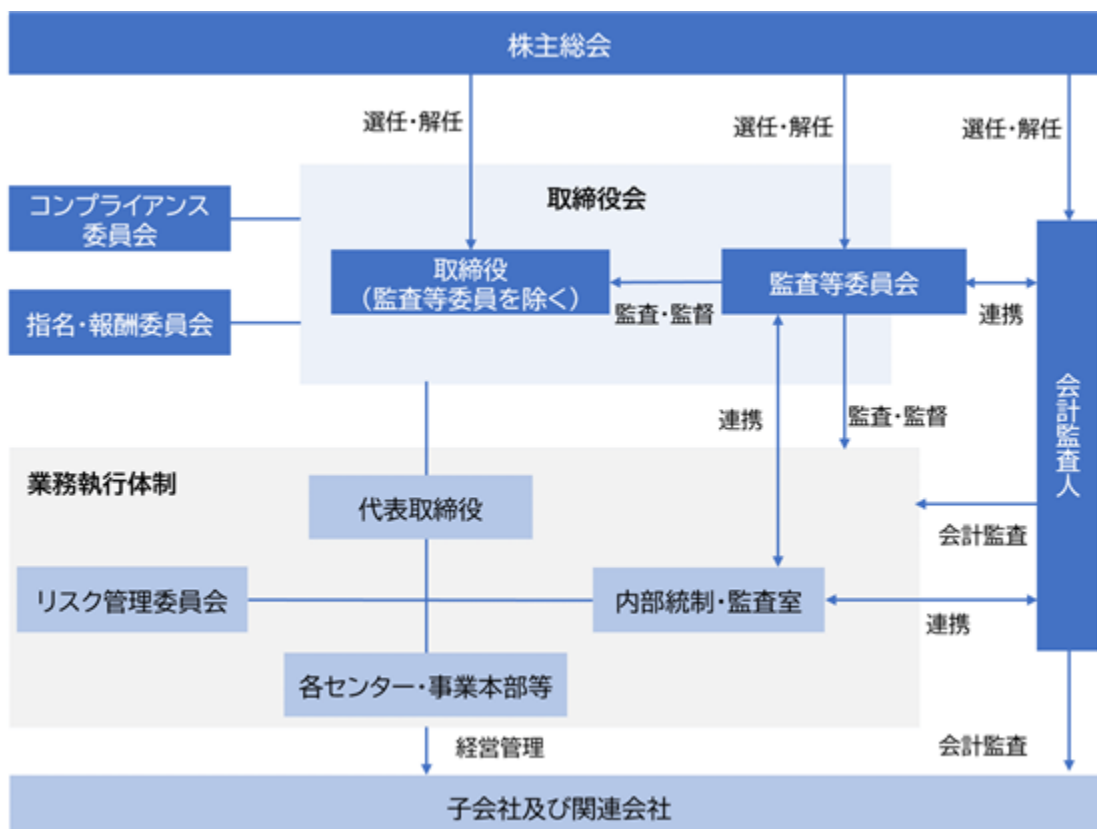 株主総会
選任・解任
選任・解任
選任・解任
取締役会
コンプライアンス
委員会
取締役
（監査等委員を除く）
監査等委員会
監査・監督
連携
指名・報酬委員会
会計監査人
連携
監査・監督
業務執行体制
代表取締役
会計監査
リスク管理委員会
内部統制・監査室
連携
各センター・事業本部等
経営管理
会計監査
子会社及び関連会社